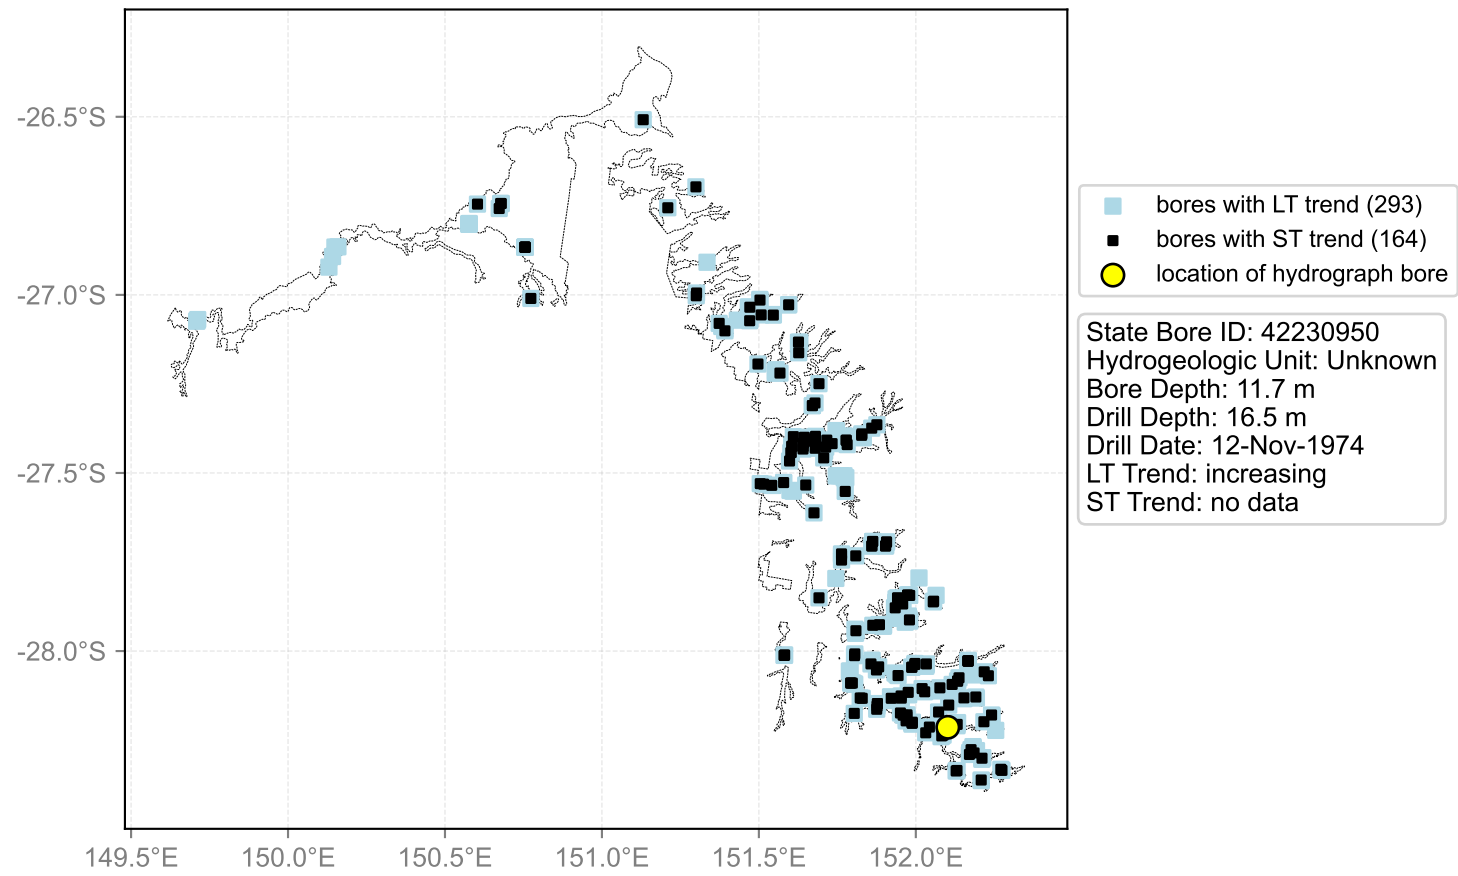 -26.5°S
-27.0°S
-27.5°S
-28.0°S
149.5°E
150.0°E
150.5°E
151.0°E
151.5°E
152.0°E
bores with LT trend (293)
bores with ST trend (164)
location of hydrograph bore
State Bore ID: 42230950
Hydrogeologic Unit: Unknown
Bore Depth: 11.7 m
Drill Depth: 16.5 m
Drill Date: 12-Nov-1974
LT Trend: increasing
ST Trend: no data